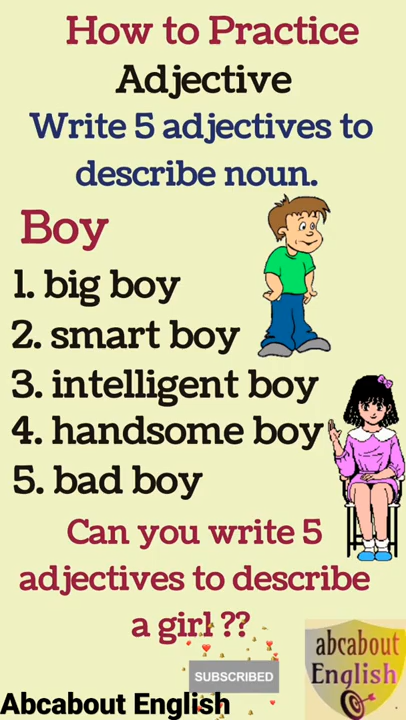 How to Practice
Adjective
Write 5 adjectives to
describe noun.
Boy
1. big boy
2. smart boy
3. intelligent boy
4. handsome boy
5. bad boy
Can you write 5
adjectives to describe
a girl ??
SUBSCRIBED
abcabout
English
Abcabout English